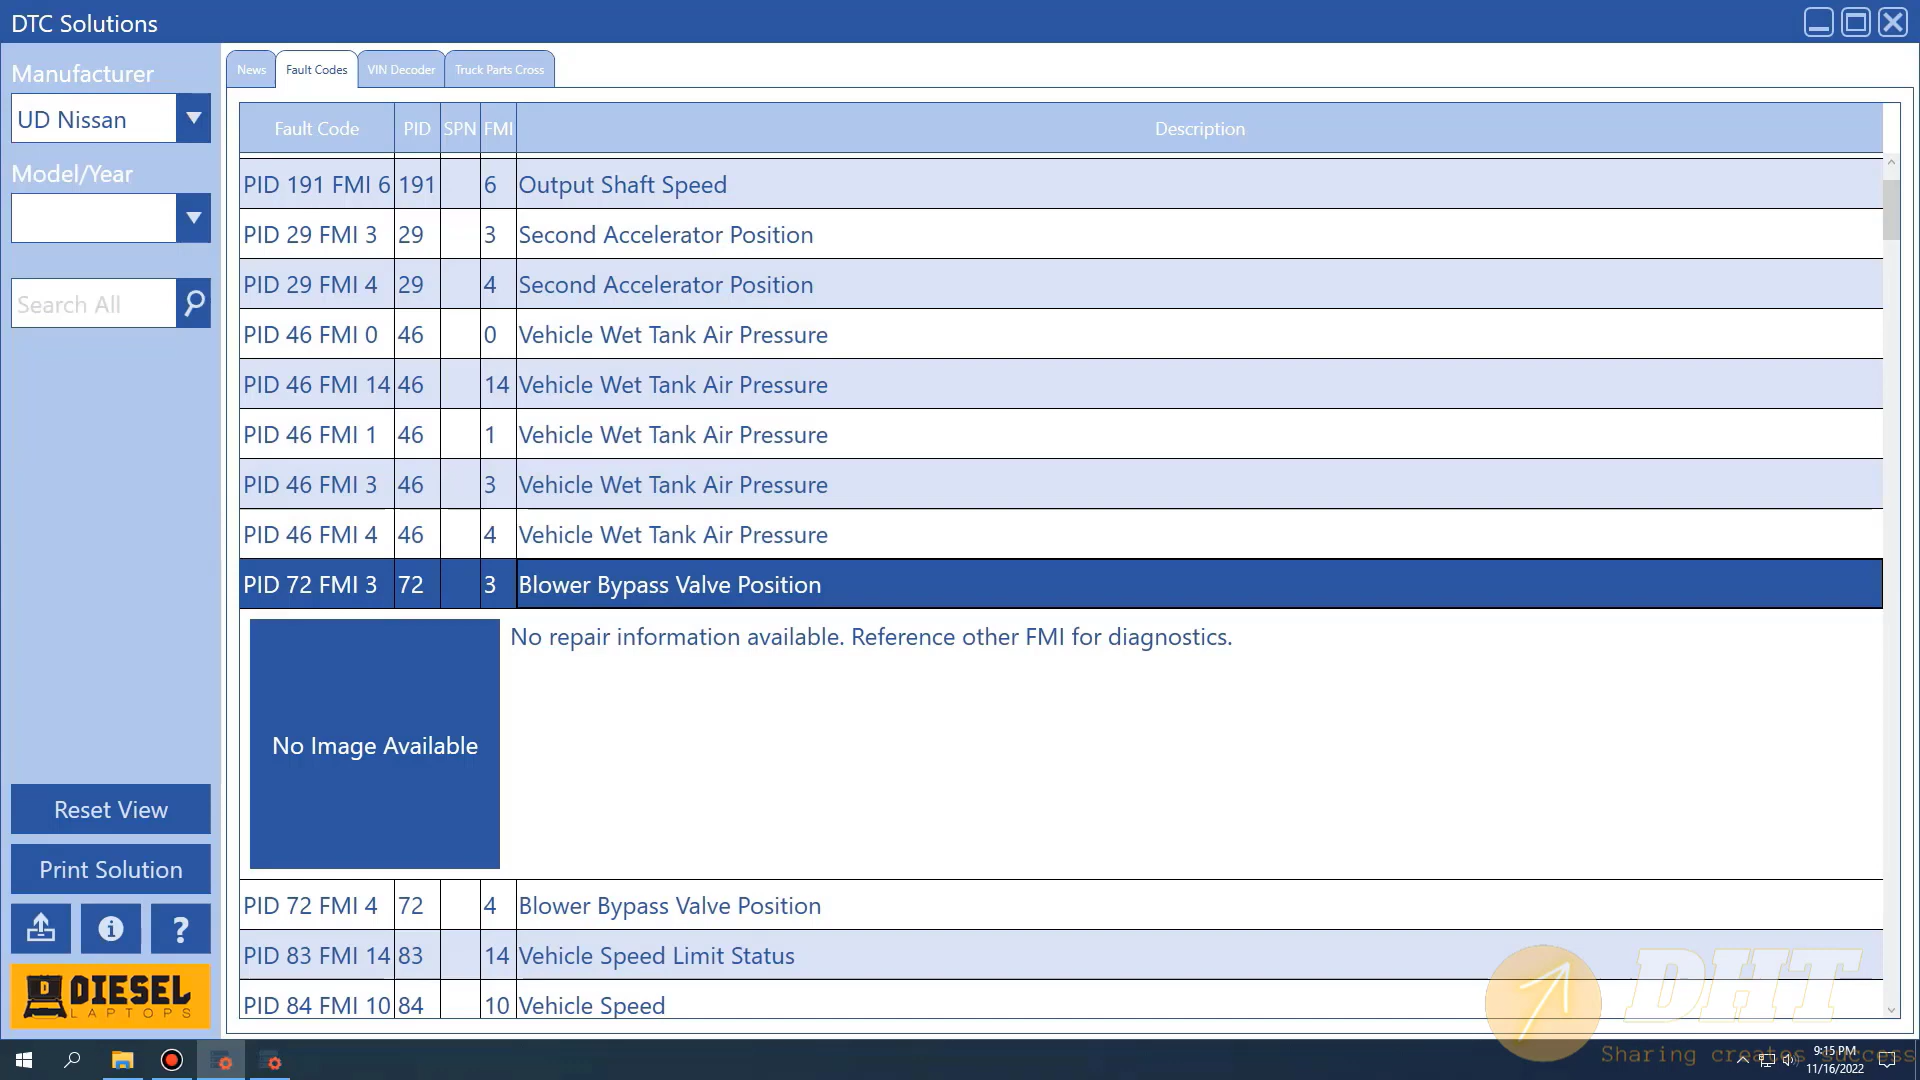 DTC Solutions
Manufacturer
UD Nissan
Model/Year
Search All
Reset View
Print Solution
i
?
DIESEL
LAPTOPS
News
Fault Codes
VIN Decoder
Truck Parts Cross
Fault Code PID SPN FMI Description
PID 191 FMI 6 191 6 Output Shaft Speed
PID 29 FMI 3 29 3 Second Accelerator Position
PID 29 FMI 4 29 4 Second Accelerator Position
PID 46 FMI 0 46 0 Vehicle Wet Tank Air Pressure
PID 46 FMI 14 46 14 Vehicle Wet Tank Air Pressure
PID 46 FMI 1 46 1 Vehicle Wet Tank Air Pressure
PID 46 FMI 3 46 3 Vehicle Wet Tank Air Pressure
PID 46 FMI 4 46 4 Vehicle Wet Tank Air Pressure
PID 72 FMI 3 72 3 Blower Bypass Valve Position
No Image Available
No repair information available. Reference other FMI for diagnostics.
PID 72 FMI 4 72 4 Blower Bypass Valve Position
PID 83 FMI 14 83 14 Vehicle Speed Limit Status
PID 84 FMI 10 84 10 Vehicle Speed
DHT
Sharing creates success
9:15 PM
11/16/2022